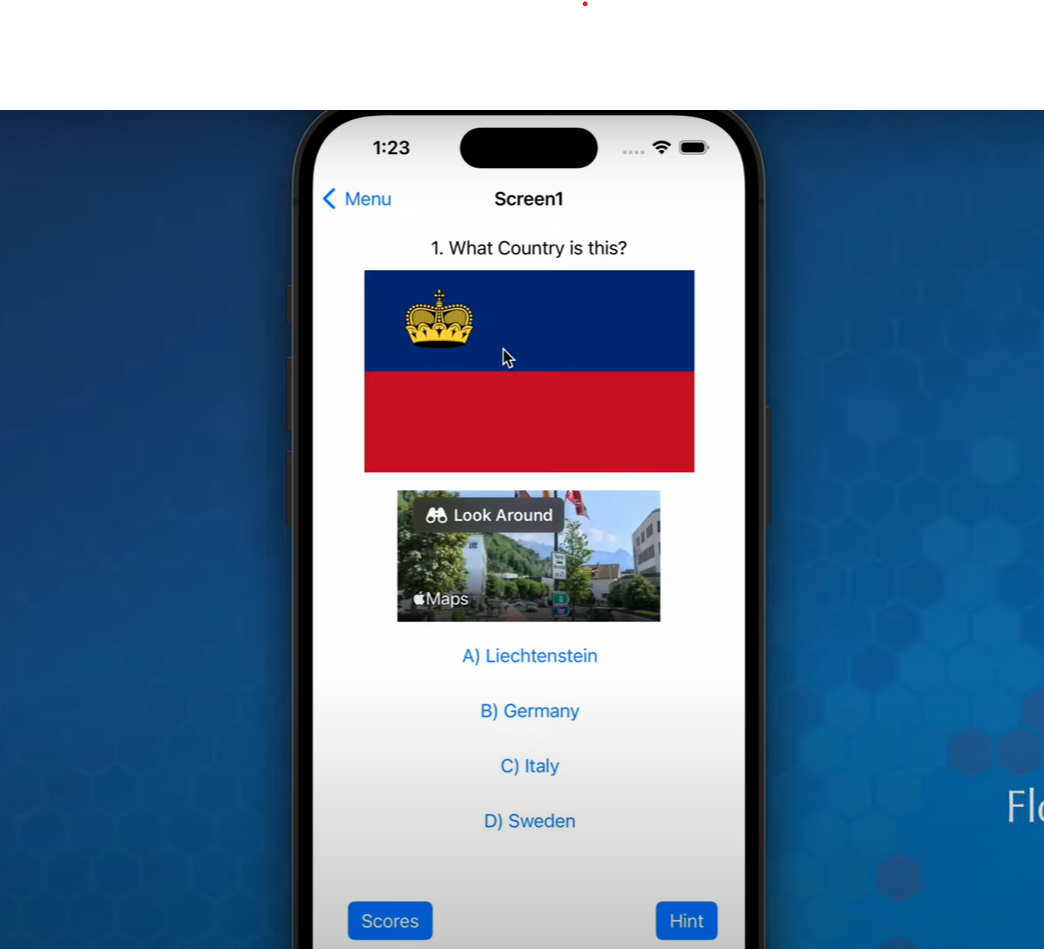 1:23
Menu
Screen1
1. What Country is this?
Look Around
Maps
A) Liechtenstein
B) Germany
C) Italy
D) Sweden
Flo
Scores
Hint